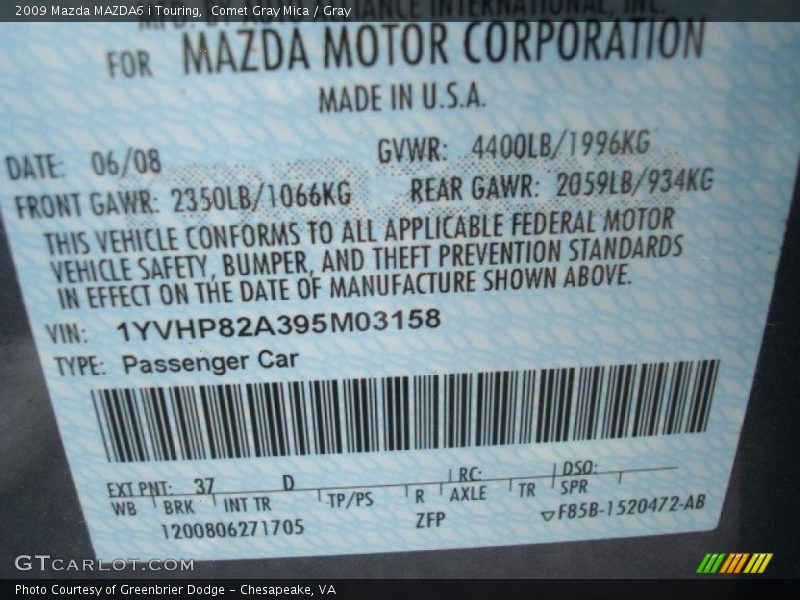 2009 Mazda MAZDA6 i Touring, Comet Gray Mica / Gray
INTERNATIONAL, INC.
FOR MAZDA MOTOR CORPORATION
MADE IN U.S.A.
DATE: 06/08 GVWR: 4400LB/1996KG
FRONT GAWR: 2350LB/1066KG REAR GAWR: 2059LB/934KG
THIS VEHICLE CONFORMS TO ALL APPLICABLE FEDERAL MOTOR
VEHICLE SAFETY, BUMPER, AND THEFT PREVENTION STANDARDS
IN EFFECT ON THE DATE OF MANUFACTURE SHOWN ABOVE.
VIN: 1YVHP82A395M03158
TYPE: Passenger Car
EXT PNT: 37 D RC: DSO:
WB BRK INT TR TP/PS R AXLE TR SPR
1200806271705 ZFP ▽F85B-1520472-AB
GTCARLOT.COM
Photo Courtesy of Greenbrier Dodge - Chesapeake, VA